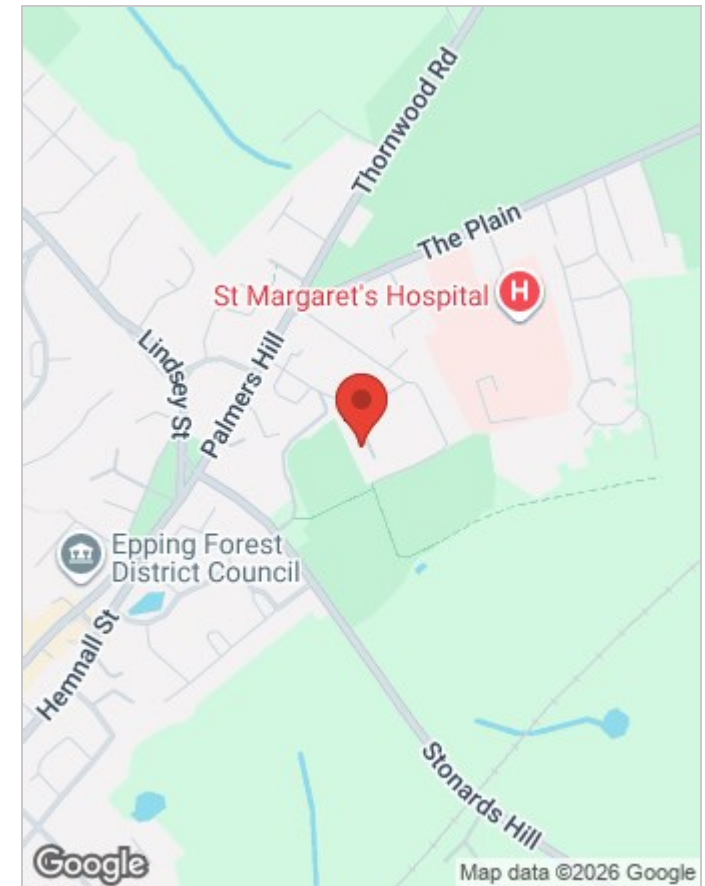 Thornwood Rd
The Plain
St Margaret's Hospital
H
Lindsey St
Palmers Hill
Epping Forest
District Council
Hemnall St
Stonards Hill
Google
Map data ©2026 Google